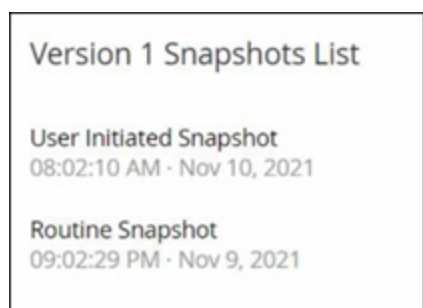 Version 1 Snapshots List
User Initiated Snapshot
08:02:10 AM · Nov 10, 2021
Routine Snapshot
09:02:29 PM · Nov 9, 2021